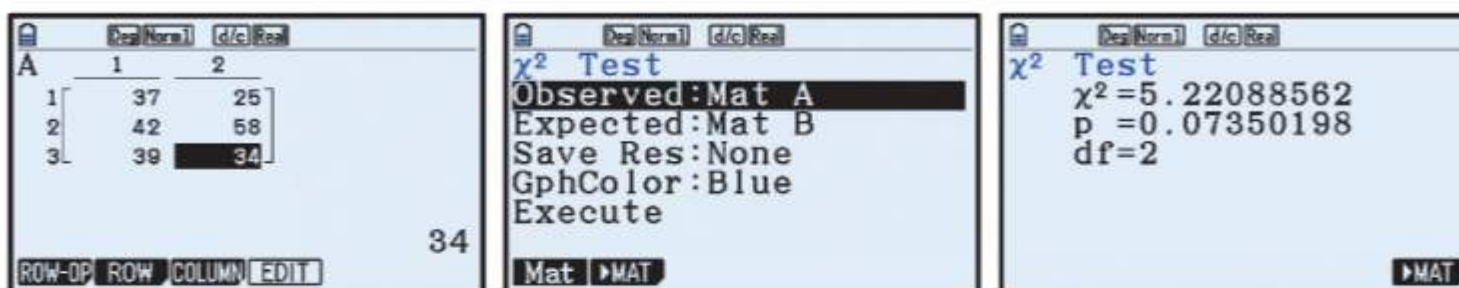 Deg Norm1 d/c Real
A 1 2
1 37 25
2 42 58
3 39 34
34
ROW-OP ROW COLUMN EDIT
Deg Norm1 d/c Real
χ² Test
Observed:Mat A
Expected:Mat B
Save Res:None
GphColor:Blue
Execute
Mat ▶MAT
Deg Norm1 d/c Real
χ² Test
χ²=5.22088562
p =0.07350198
df=2
▶MAT